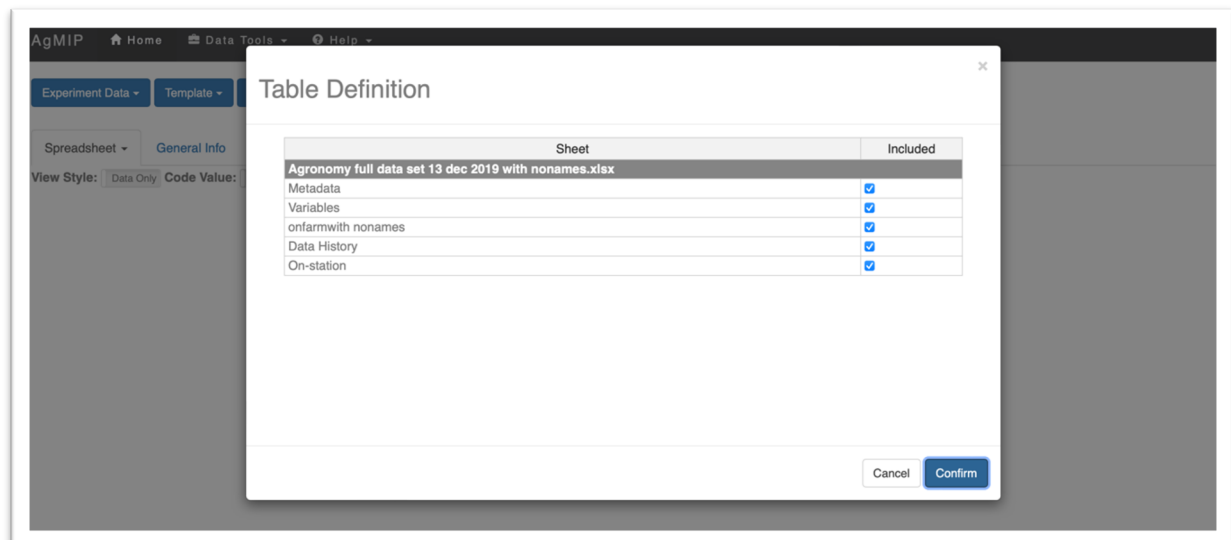 AgMIP Home Data Tools Help
Table Definition
×
Experiment Data Template
Spreadsheet General Info
View Style: Data Only Code Value:
Sheet Included
Agronomy full data set 13 dec 2019 with nonames.xlsx
Metadata
Variables
onfarmwith nonames
Data History
On-station
Cancel Confirm